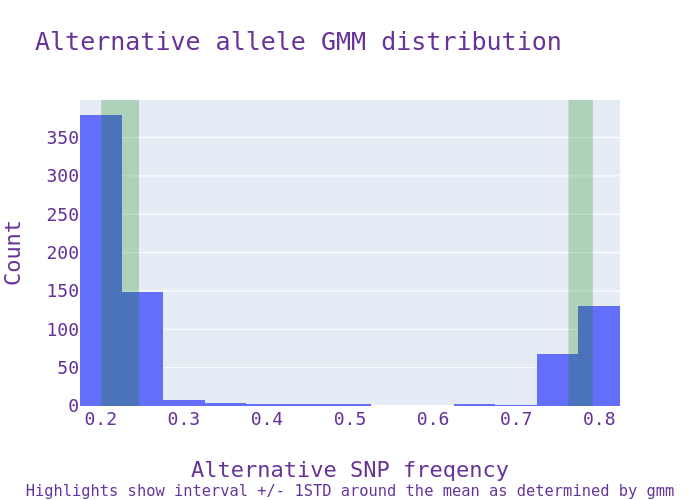 Alternative allele GMM distribution
Count
350
300
250
200
150
100
50
0
0.2 0.3 0.4 0.5 0.6 0.7 0.8
Alternative SNP freqency
Highlights show interval +/- 1STD around the mean as determined by gmm